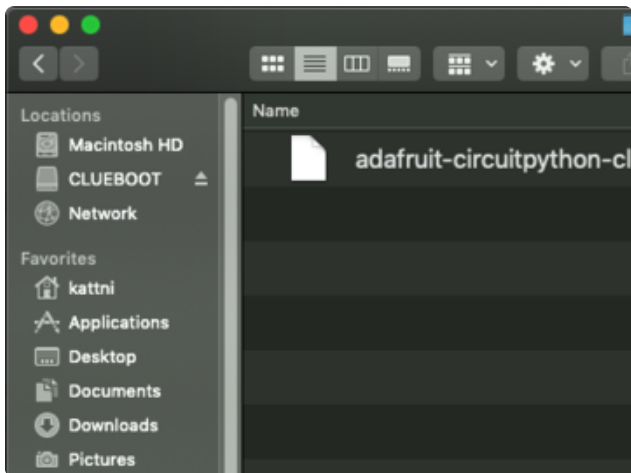 Locations
Macintosh HD
CLUEBOOT
Network
Favorites
kattni
Applications
Desktop
Documents
Downloads
Pictures
Name
adafruit-circuitpython-cl